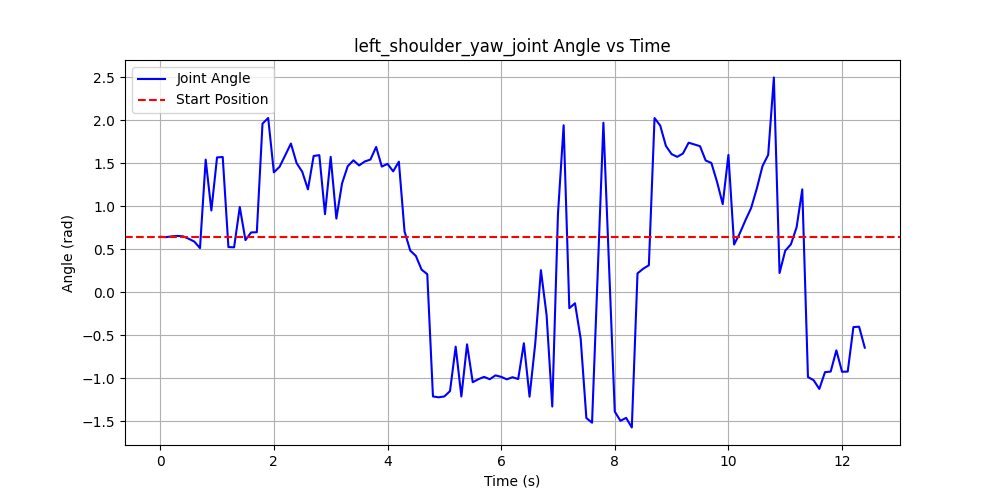 left_shoulder_yaw_joint Angle vs Time
Joint Angle
Start Position
Angle (rad)
2.5
2.0
1.5
1.0
0.5
0.0
−0.5
−1.0
−1.5
0 2 4 6 8 10 12
Time (s)